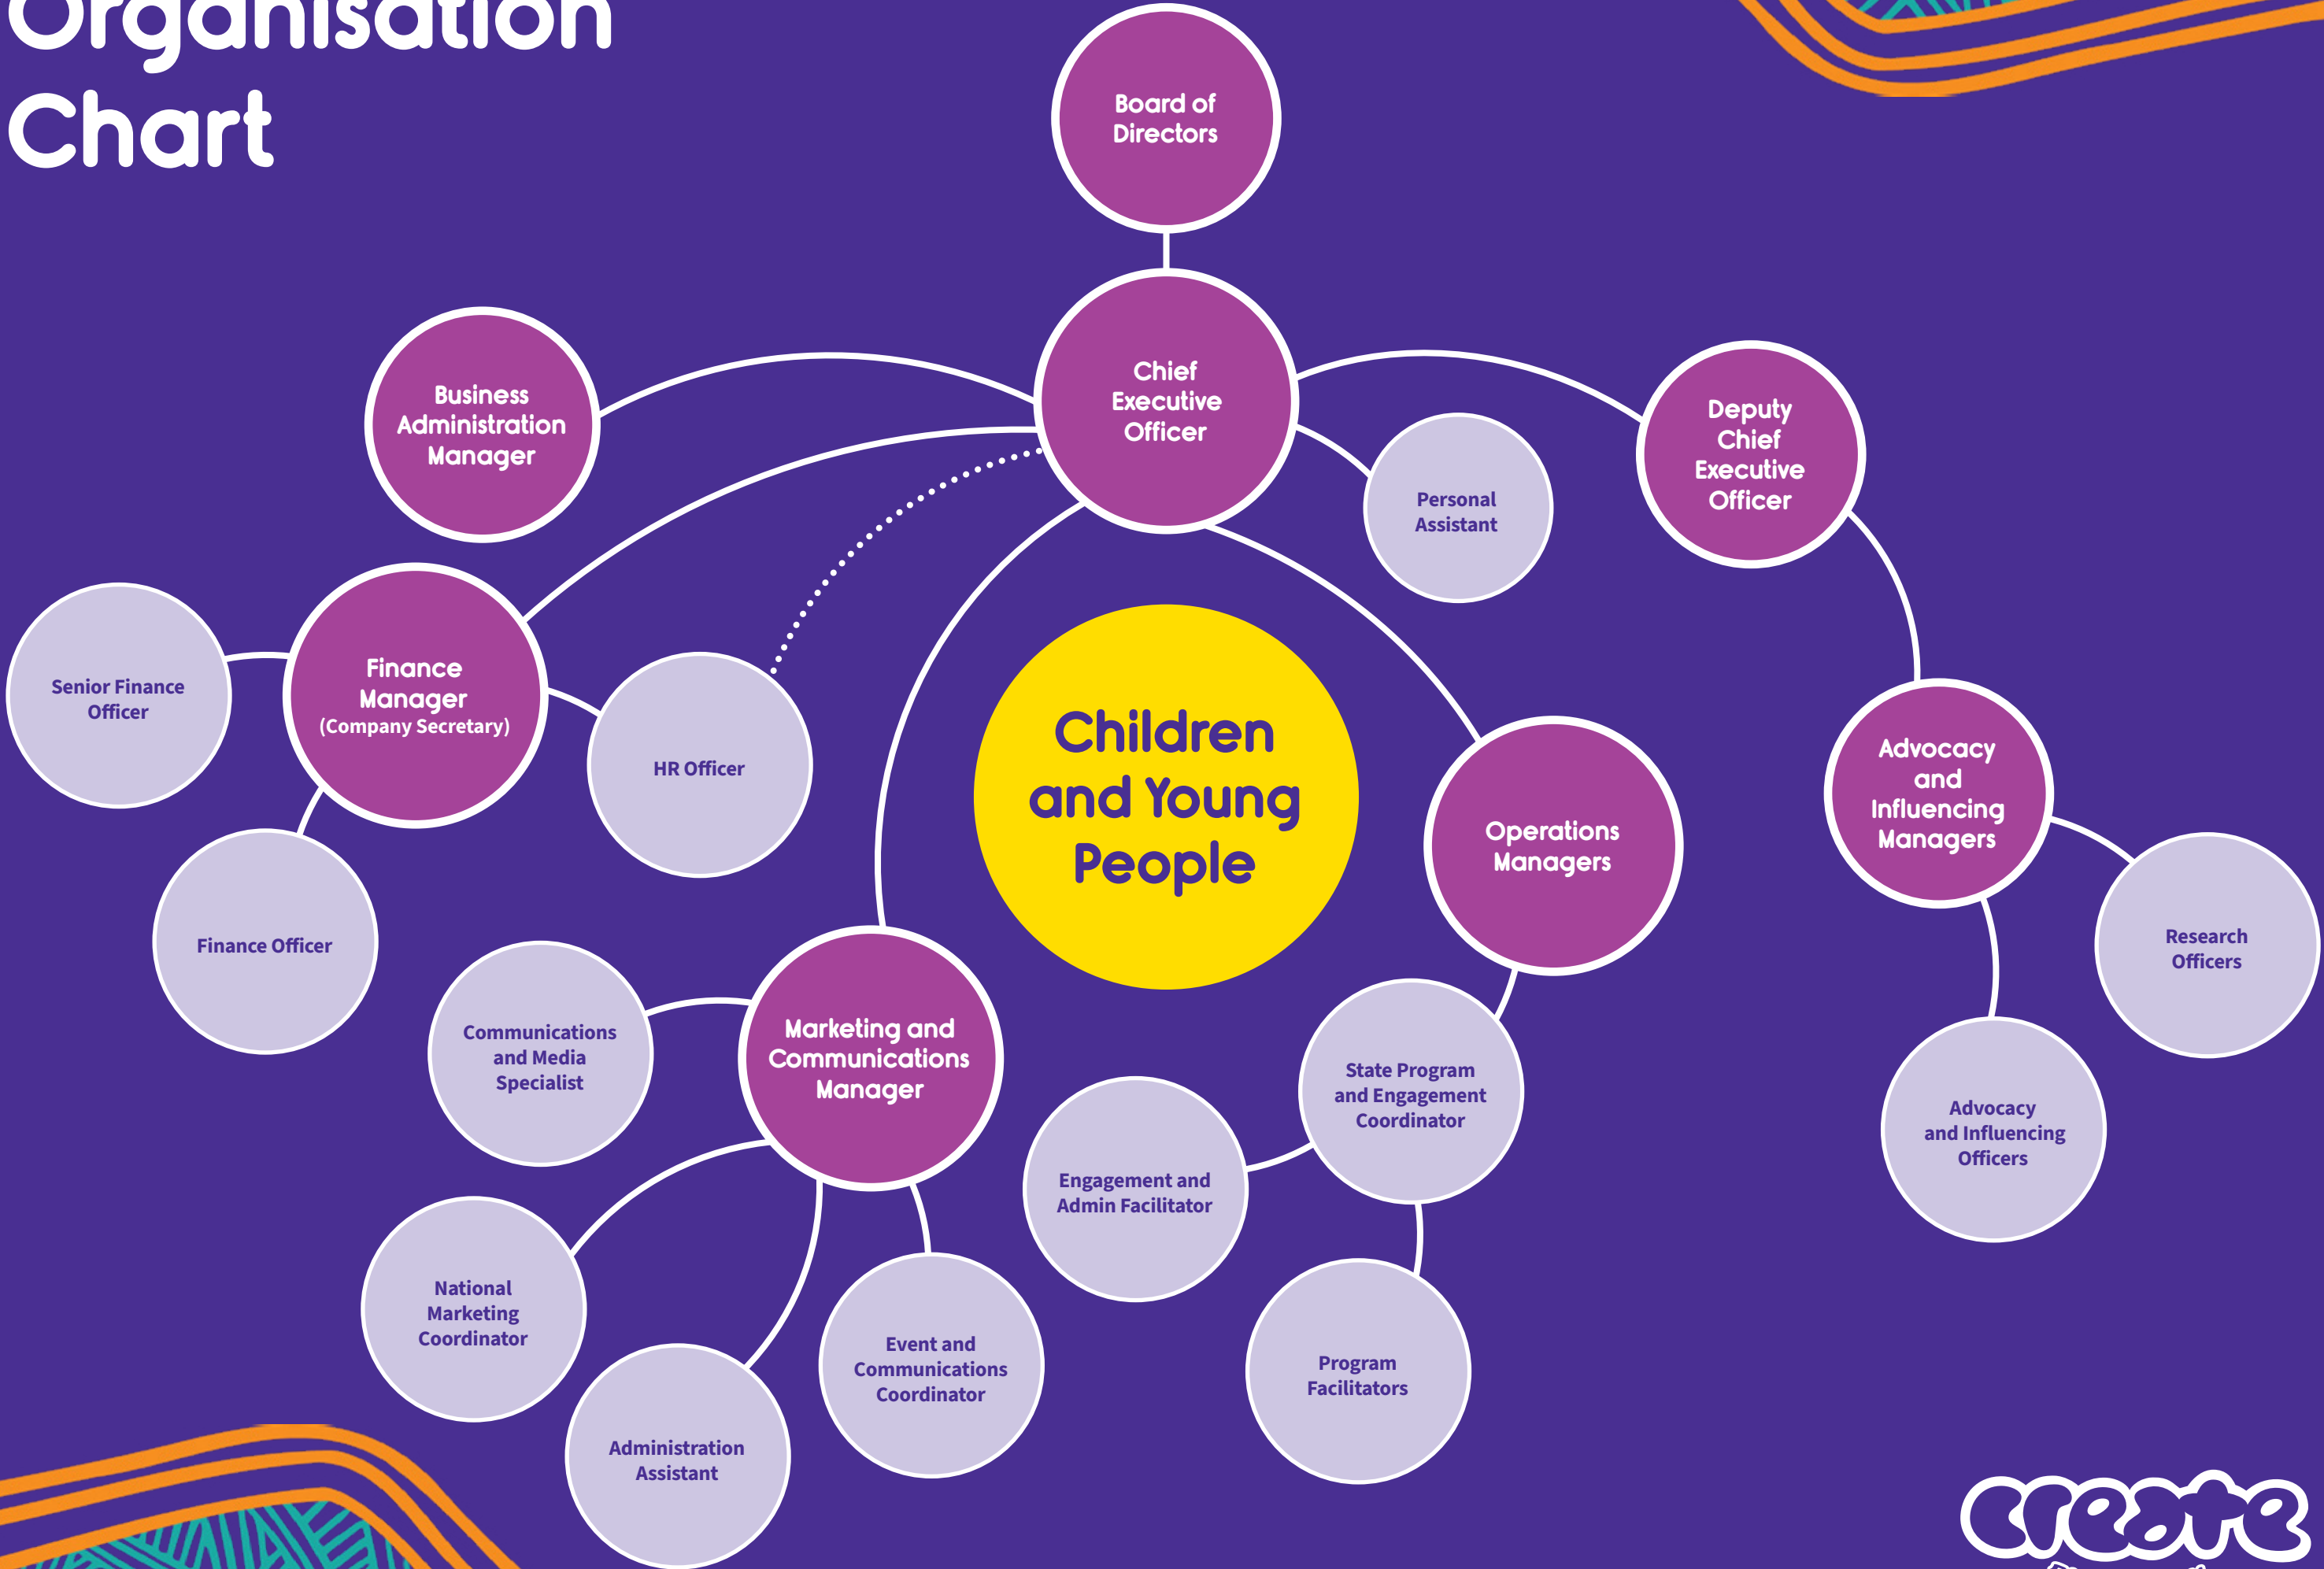 Organisation
Chart
Board of
Directors
Chief
Executive
Officer
Business
Administration
Manager
Deputy
Chief
Executive
Officer
Personal
Assistant
Finance
Manager
(Company Secretary)
Senior Finance
Officer
HR Officer
Finance Officer
Children
and Young
People
Operations
Managers
Advocacy
and
Influencing
Managers
Research
Officers
Advocacy
and Influencing
Officers
Marketing and
Communications
Manager
Communications
and Media
Specialist
National
Marketing
Coordinator
Administration
Assistant
Event and
Communications
Coordinator
State Program
and Engagement
Coordinator
Engagement and
Admin Facilitator
Program
Facilitators
create